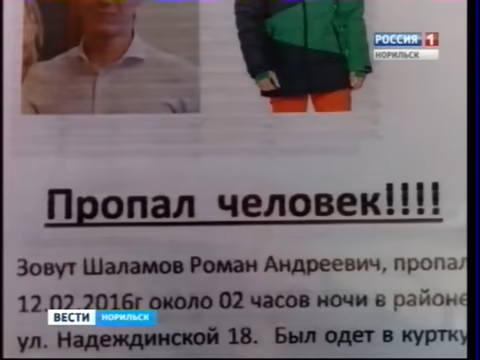 РОССИЯ 1
НОРИЛЬСК
Пропал человек!!!!
Зовут Шаламов Роман Андреевич, пропал
12.02.2016г около 02 часов ночи в районе
ул. Надеждинской 18. Был одет в куртку
ВЕСТИ НОРИЛЬСК